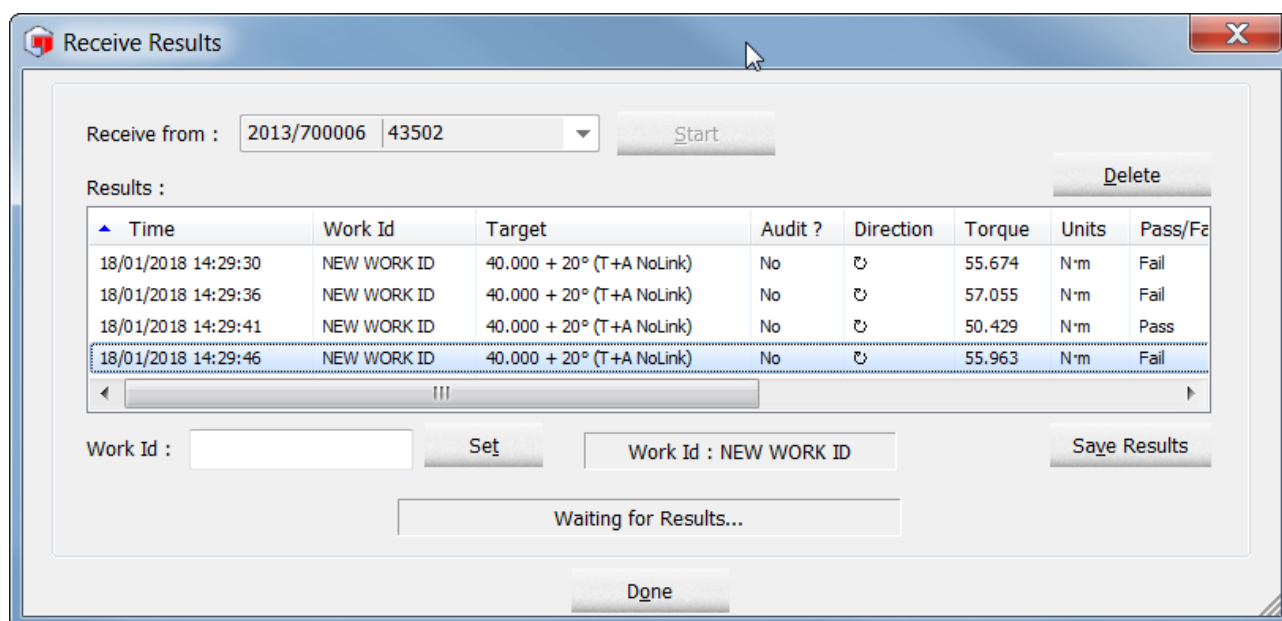 Receive Results
Receive from : 2013/700006 43502 Start
Delete
Results :
Time Work Id Target Audit ? Direction Torque Units Pass/Fa
18/01/2018 14:29:30 NEW WORK ID 40.000 + 20° (T+A NoLink) No ↻ 55.674 N·m Fail
18/01/2018 14:29:36 NEW WORK ID 40.000 + 20° (T+A NoLink) No ↻ 57.055 N·m Fail
18/01/2018 14:29:41 NEW WORK ID 40.000 + 20° (T+A NoLink) No ↻ 50.429 N·m Pass
18/01/2018 14:29:46 NEW WORK ID 40.000 + 20° (T+A NoLink) No ↻ 55.963 N·m Fail
Work Id : Set Work Id : NEW WORK ID Save Results
Waiting for Results...
Done